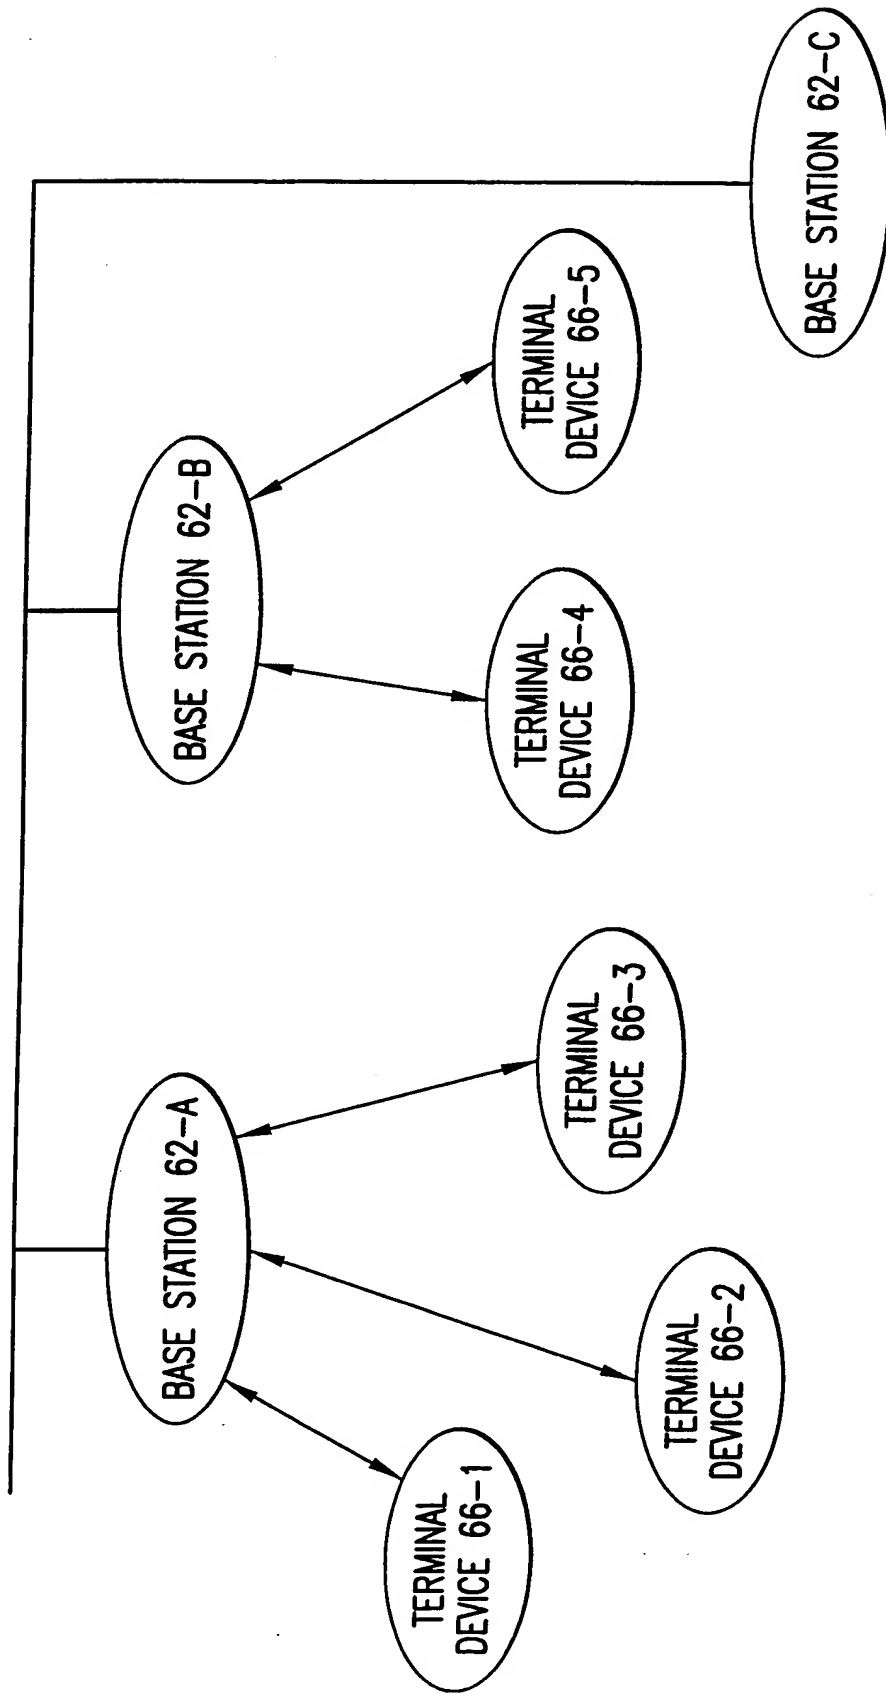 BASE STATION 62-A
BASE STATION 62-B
BASE STATION 62-C
TERMINAL
DEVICE 66-1
TERMINAL
DEVICE 66-2
TERMINAL
DEVICE 66-3
TERMINAL
DEVICE 66-4
TERMINAL
DEVICE 66-5